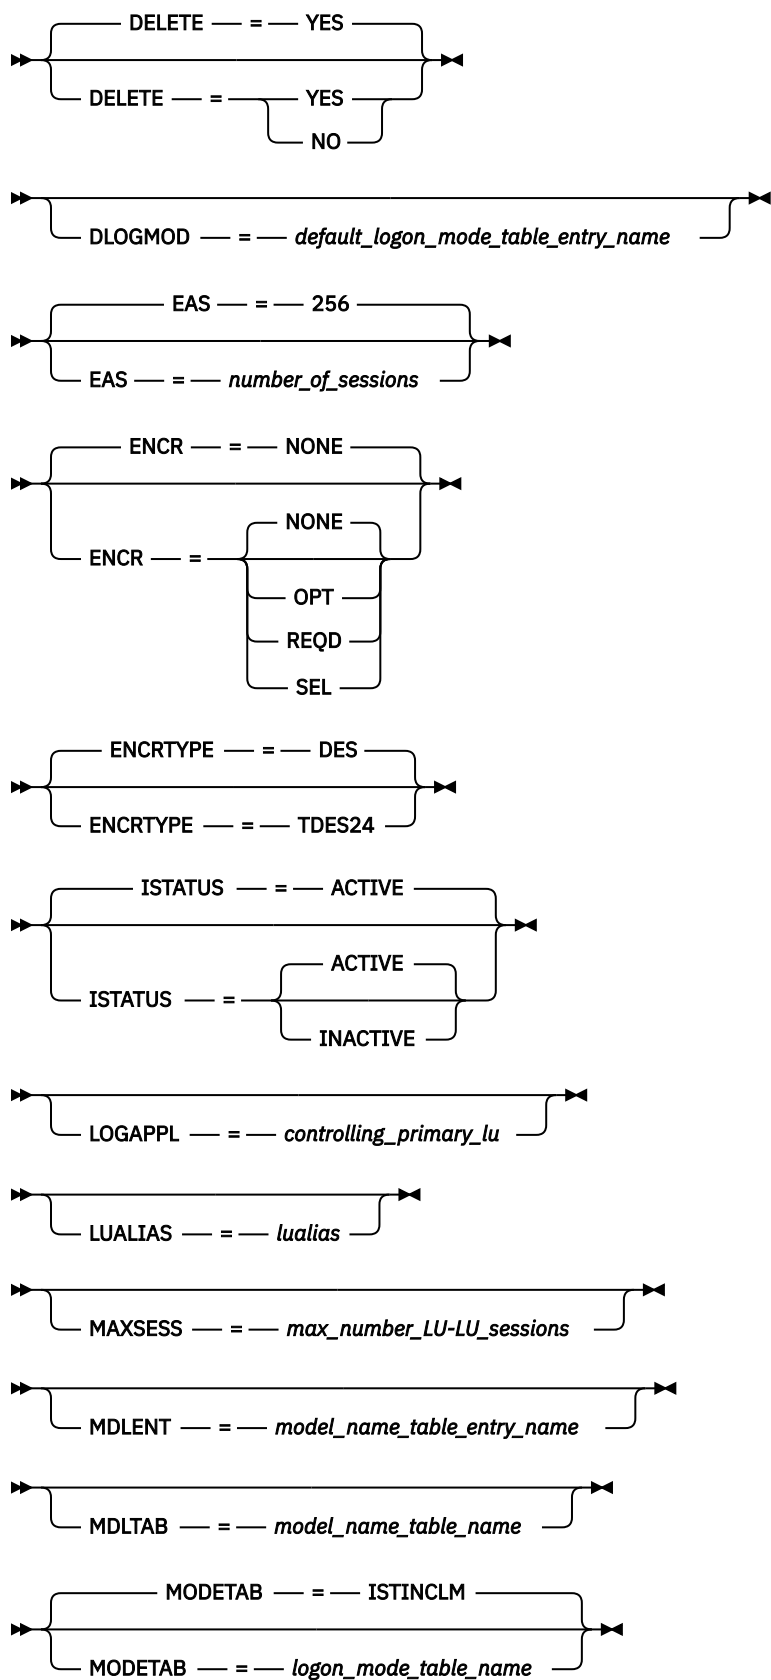 DELETE = YES
DELETE = YES
NO
DLOGMOD = default_logon_mode_table_entry_name
EAS = 256
EAS = number_of_sessions
ENCR = NONE
NONE
ENCR =
OPT
REQD
SEL
ENCRTYPE = DES
ENCRTYPE = TDES24
ISTATUS = ACTIVE
ACTIVE
ISTATUS =
INACTIVE
LOGAPPL = controlling_primary_lu
LUALIAS = lualias
MAXSESS = max_number_LU-LU_sessions
MDLENT = model_name_table_entry_name
MDLTAB = model_name_table_name
MODETAB = ISTINCLM
MODETAB = logon_mode_table_name